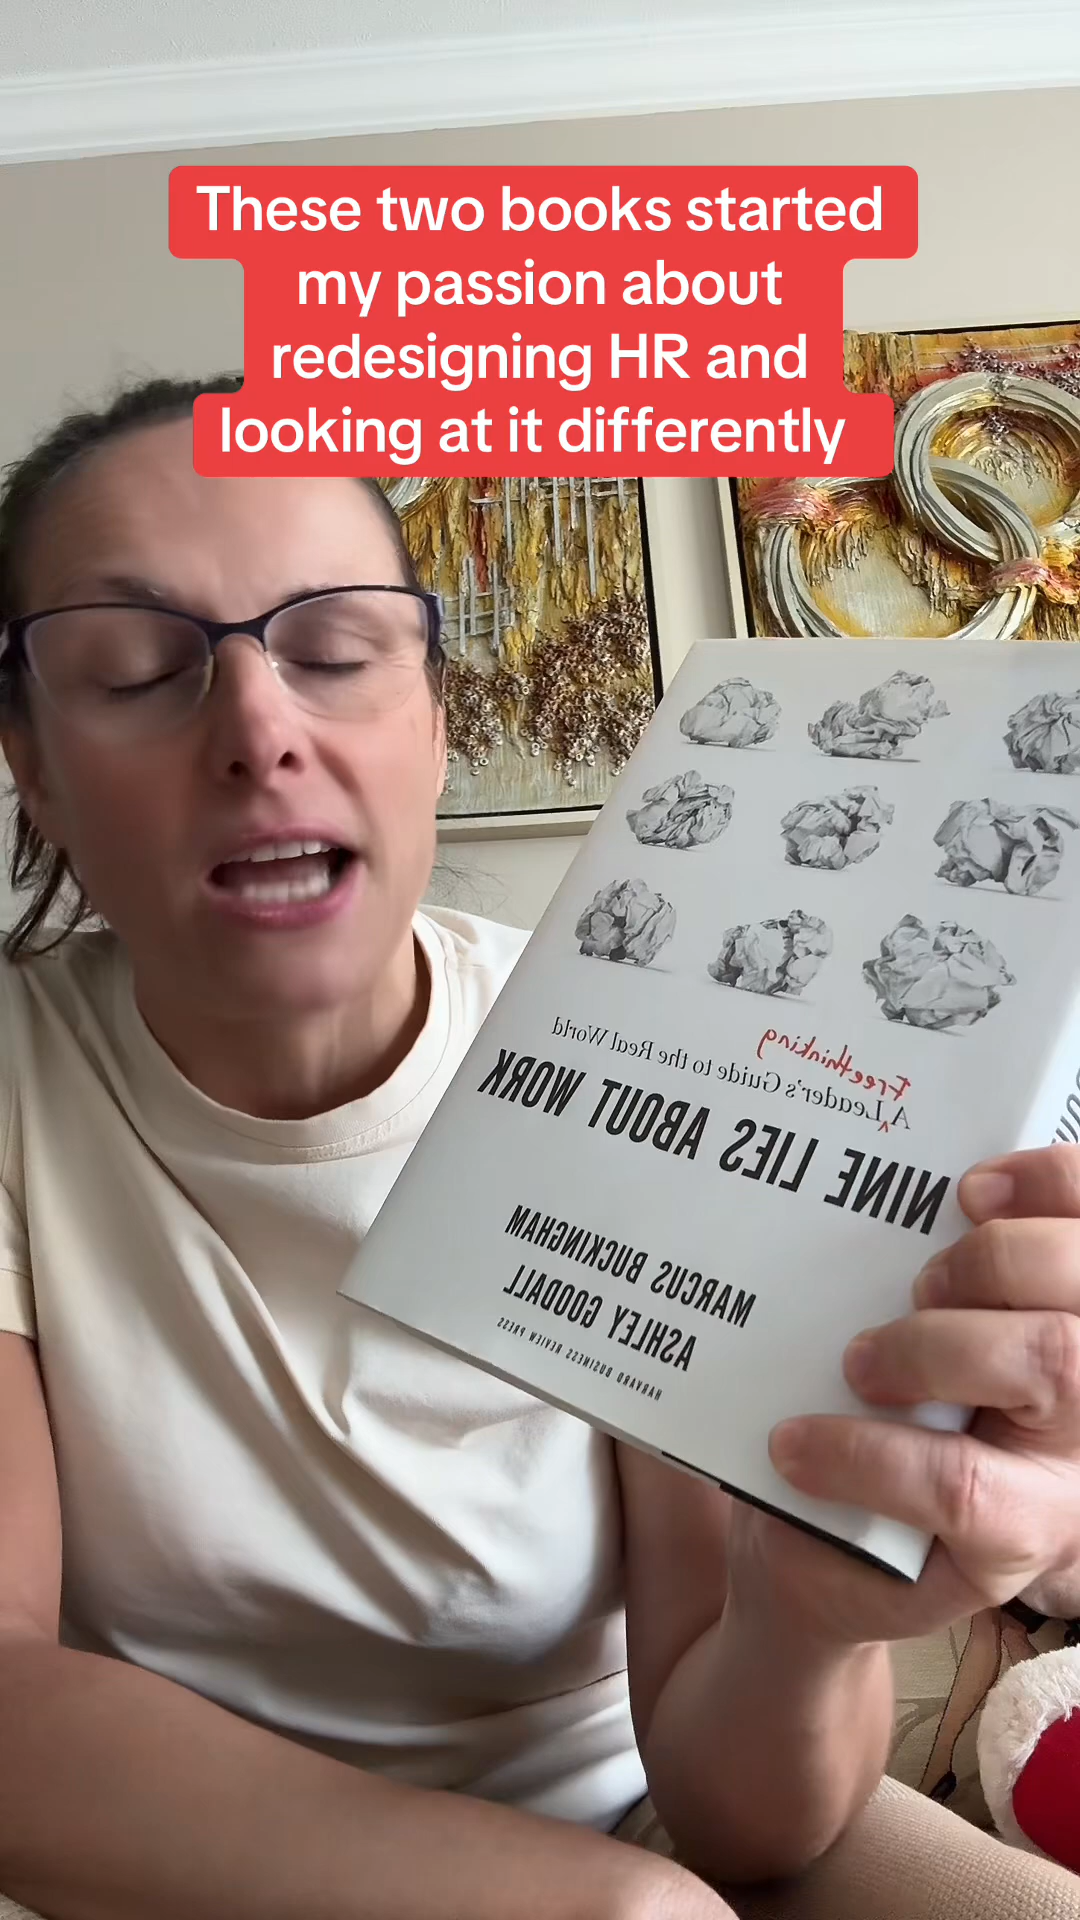 These two books started
my passion about
redesigning HR and
looking at it differently
Freethinking
A Leader's Guide to the Real World
NINE LIES ABOUT WORK
MARCUS BUCKINGHAM
ASHLEY GOODALL
HARVARD BUSINESS REVIEW PRESS